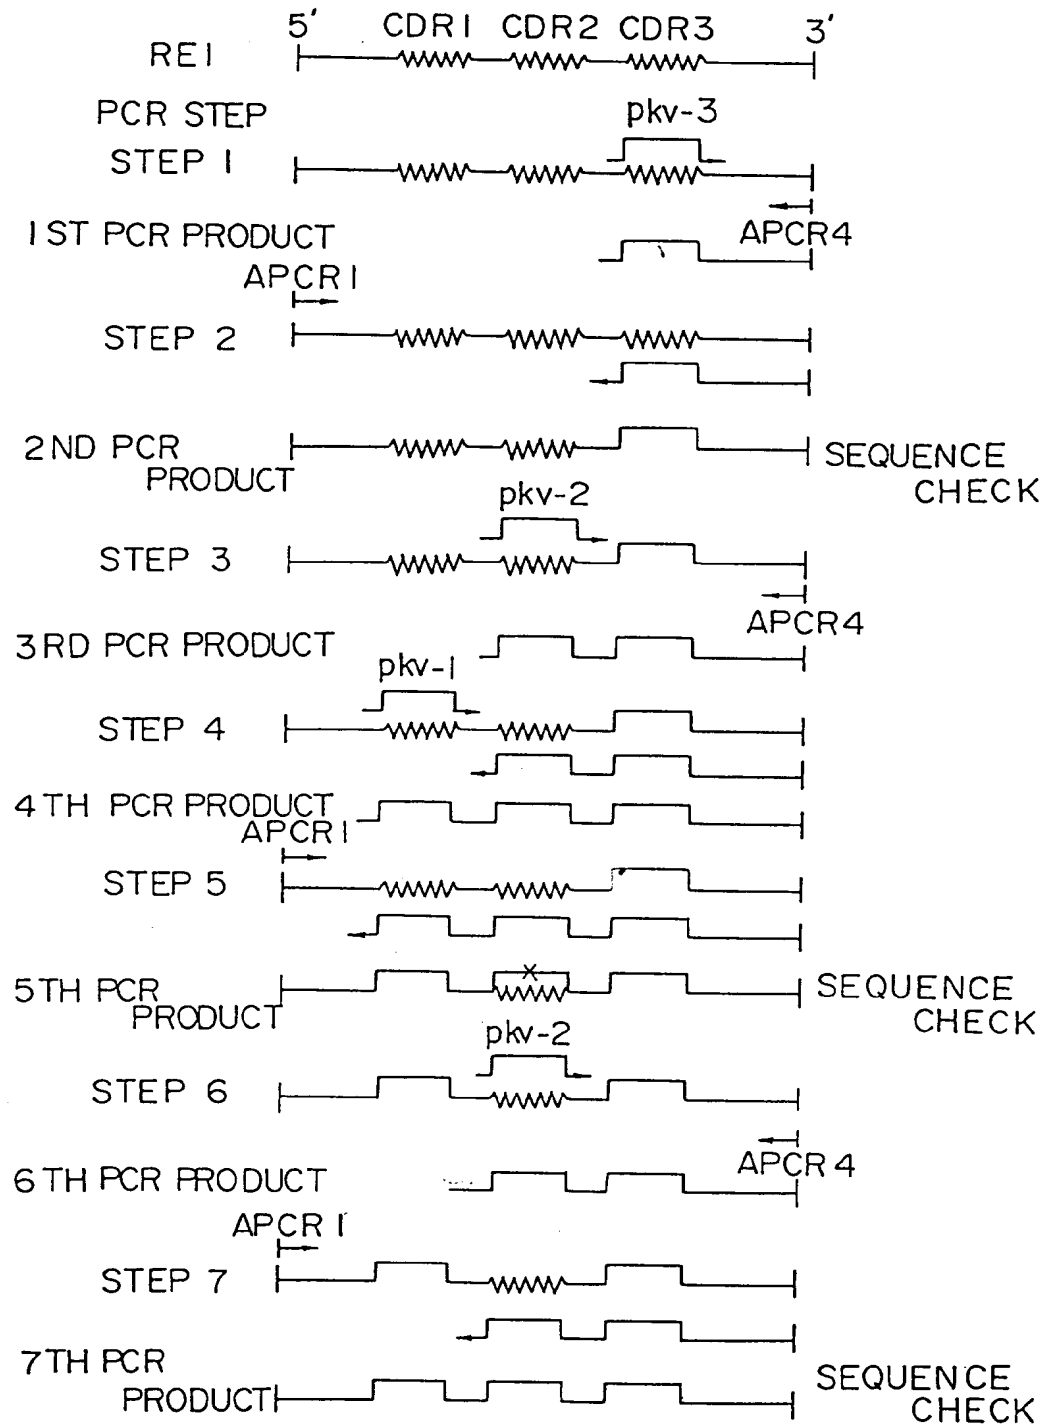 5' CDR1 CDR2 CDR3 3'
RE1
PCR STEP pkv-3
STEP 1
1ST PCR PRODUCT APCR4
APCR1
STEP 2
2ND PCR PRODUCT SEQUENCE CHECK
pkv-2
STEP 3
APCR4
3RD PCR PRODUCT
pkv-1
STEP 4
4TH PCR PRODUCT
APCR1
STEP 5
5TH PCR PRODUCT X SEQUENCE CHECK
pkv-2
STEP 6
APCR4
6TH PCR PRODUCT
APCR1
STEP 7
7TH PCR PRODUCT SEQUENCE CHECK